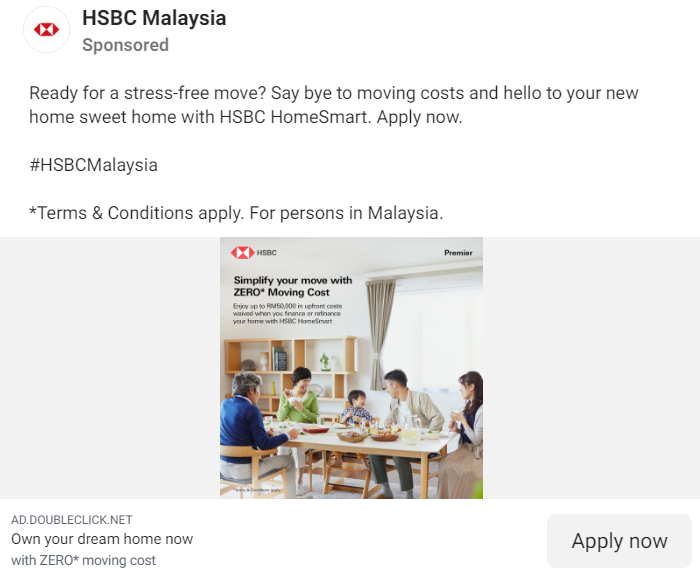 HSBC Malaysia
Sponsored
Ready for a stress-free move? Say bye to moving costs and hello to your new
home sweet home with HSBC HomeSmart. Apply now.
#HSBCMalaysia
*Terms & Conditions apply. For persons in Malaysia.
HSBC
Premier
Simplify your move with
ZERO* Moving Cost
Enjoy up to RM50,000 in upfront costs
waived when you finance or refinance
your home with HSBC HomeSmart
*Terms & Conditions apply
AD.DOUBLECLICK.NET
Own your dream home now
with ZERO* moving cost
Apply now